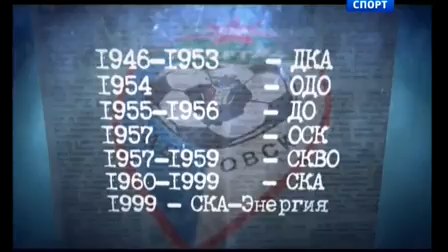 СПОРТ
1946–1953 – ДКА
1954 – ОДО
1955–1956 – ДО
1957 – ОСК
1957–1959 – СКВО
1960–1999 – СКА
1999 – СКА–Энергия